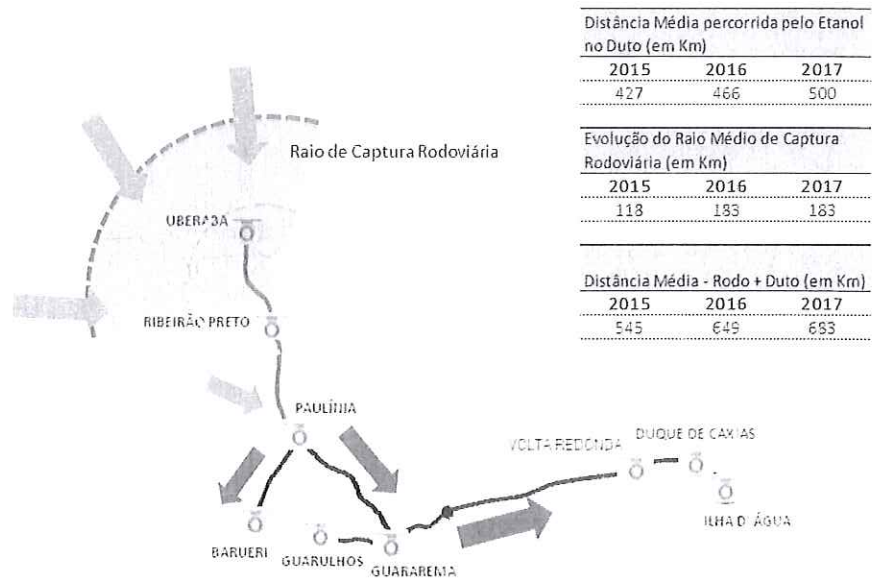 Distância Média percorrida pelo Etanol
no Duto (em Km)
2015 2016 2017
427 466 500
Evolução do Raio Médio de Captura
Rodoviária (em Km)
2015 2016 2017
118 183 183
Distância Média - Rodo + Duto (em Km)
2015 2016 2017
545 649 683
Raio de Captura Rodoviária
UBERABA
RIBEIRÃO PRETO
PAULÍNIA
BARUERI
GUARULHOS
GUARAREMA
VOLTA REDONDA
DUQUE DE CAXIAS
ILHA D'ÁGUA